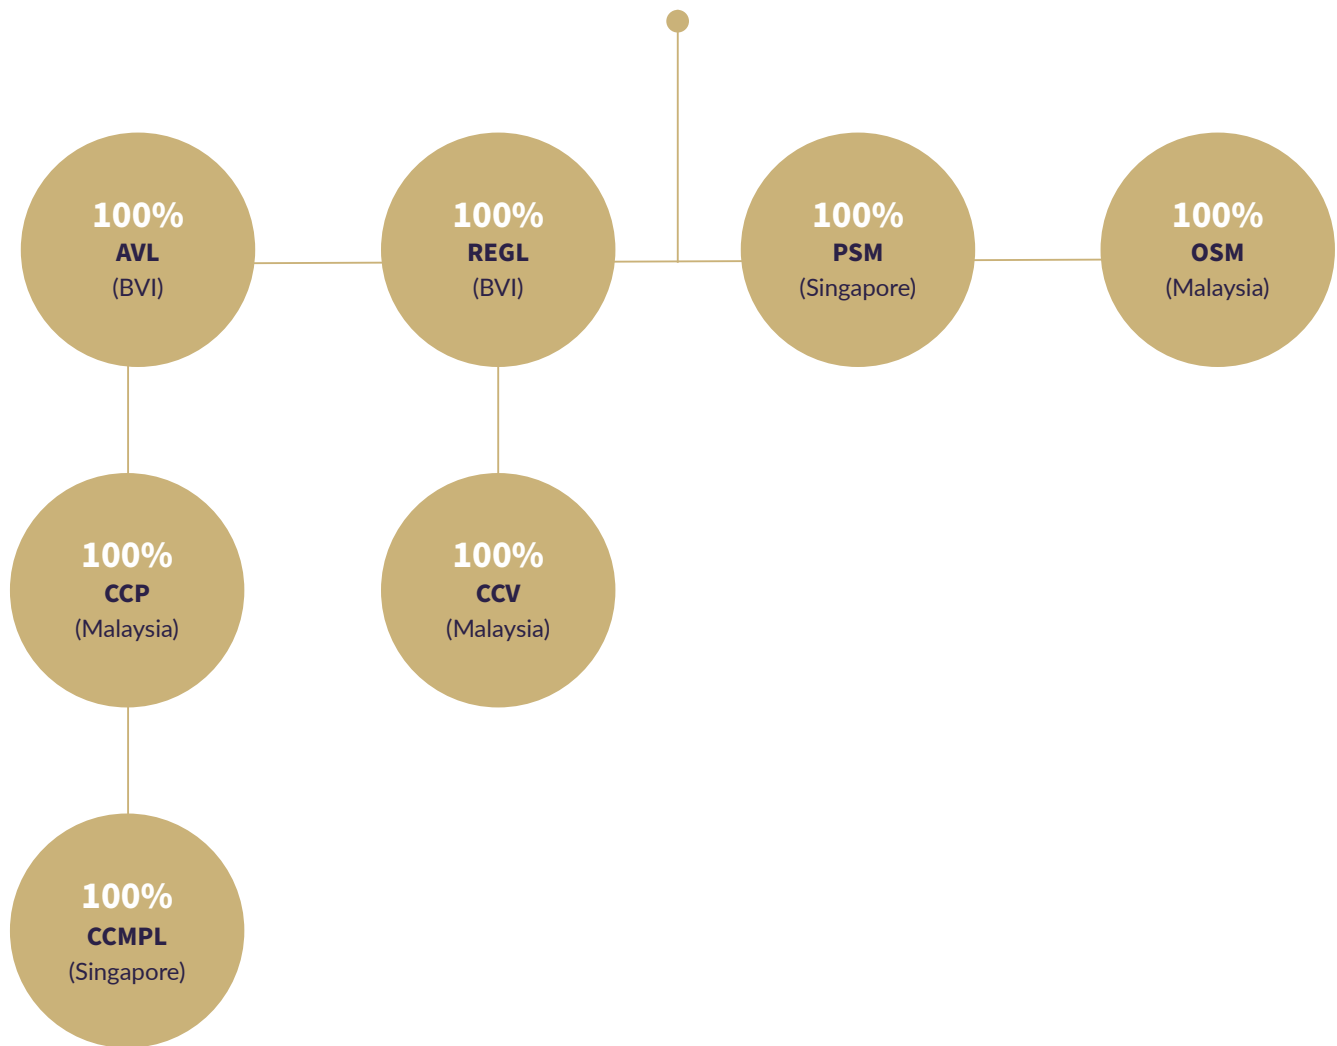 100%
AVL
(BVI)
100%
REGL
(BVI)
100%
PSM
(Singapore)
100%
OSM
(Malaysia)
100%
CCP
(Malaysia)
100%
CCV
(Malaysia)
100%
CCMPL
(Singapore)